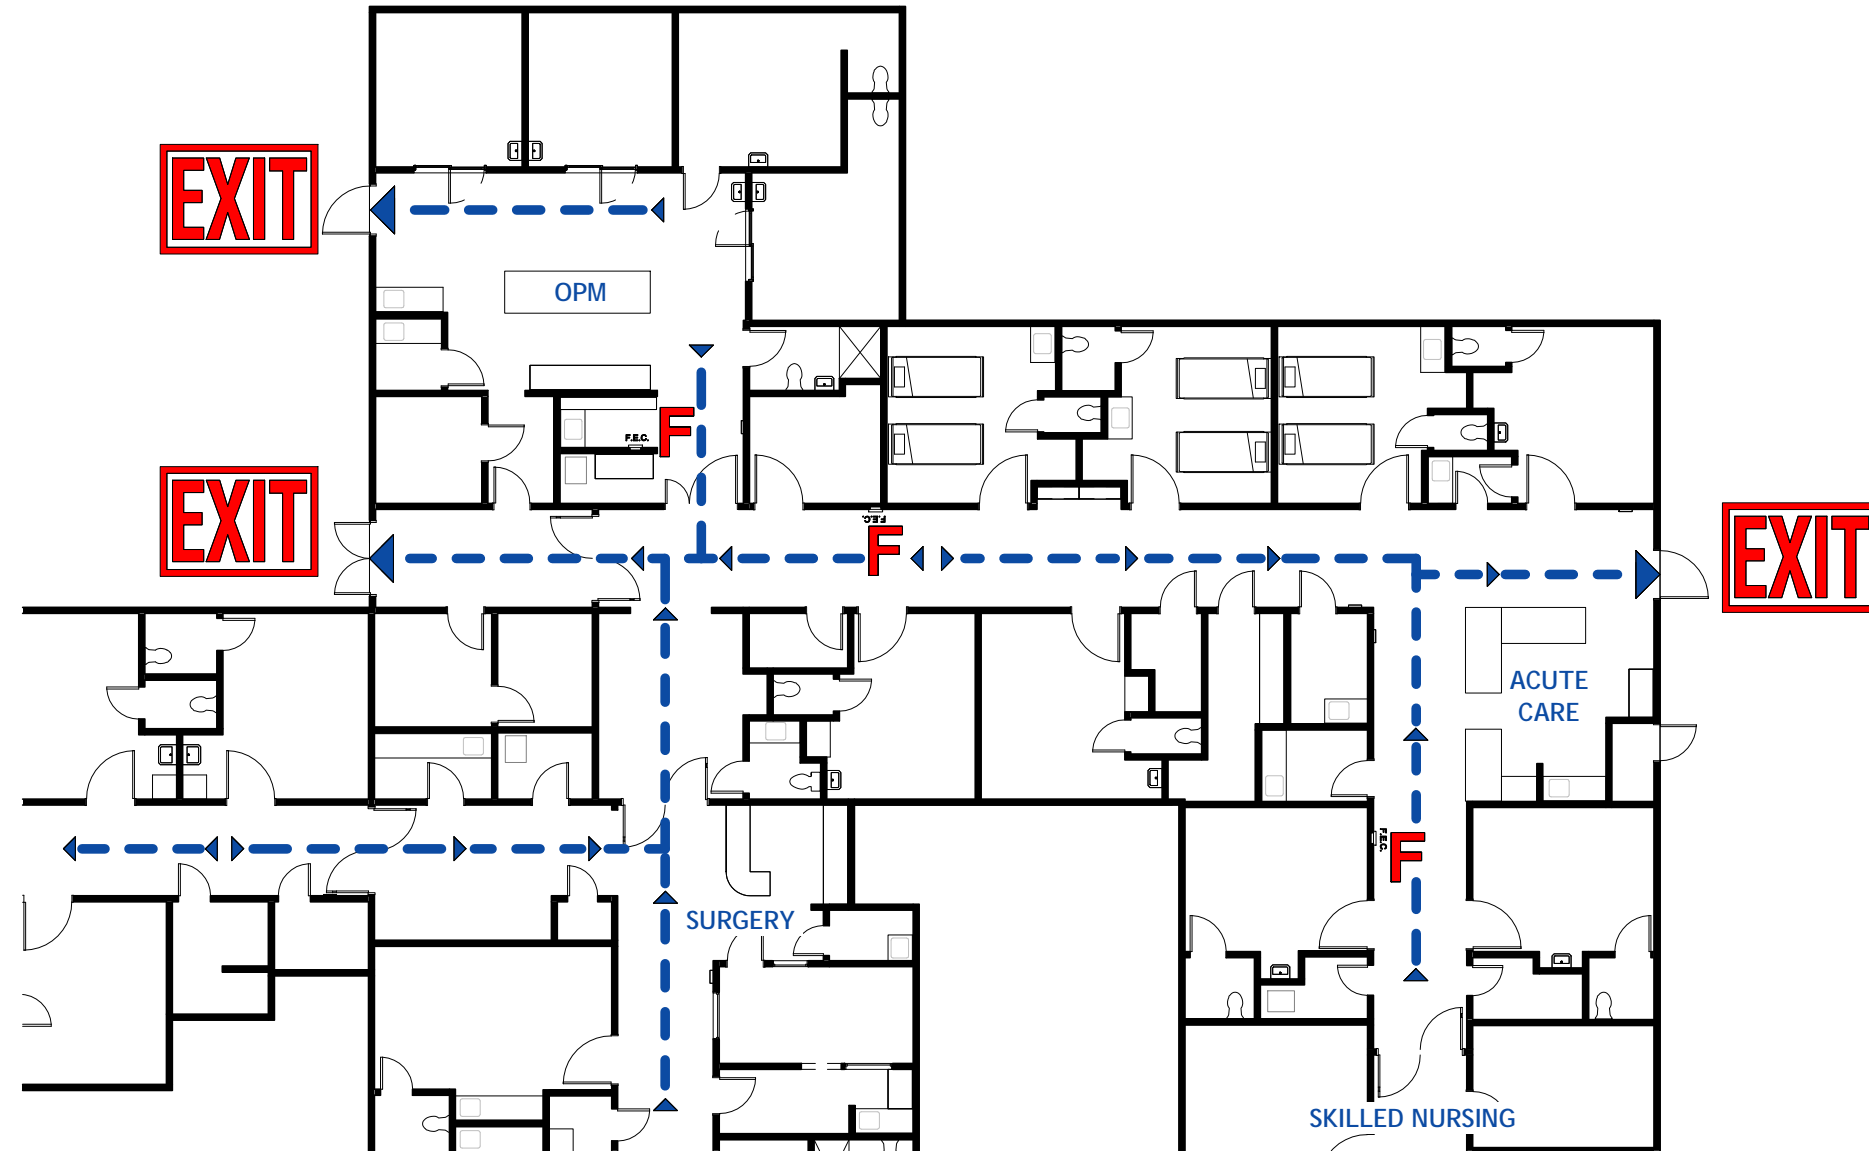 EXIT
OPM
F
F.E.C.
EXIT
F.E.C.
F
EXIT
ACUTE
CARE
F.E.C.
F
SURGERY
SKILLED NURSING